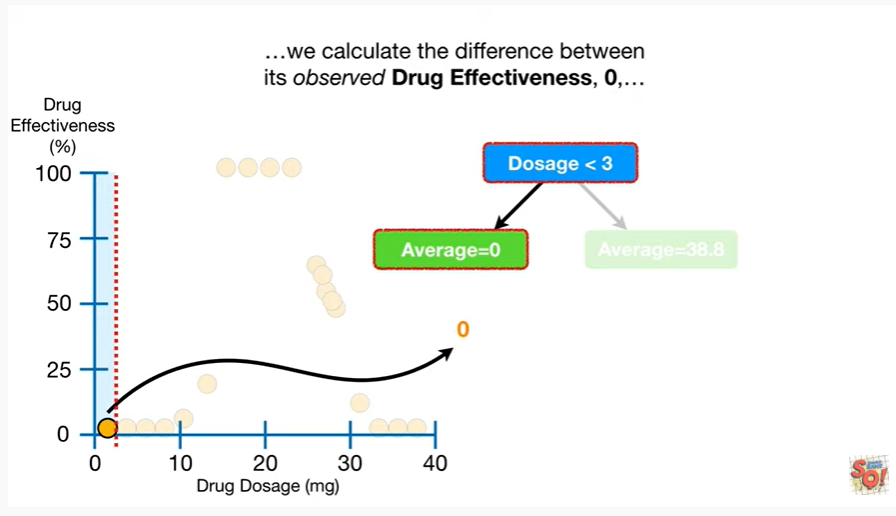 …we calculate the difference between
its observed Drug Effectiveness, 0,…
Drug
Effectiveness
(%)
100
75
50
25
0
0
10
20
30
40
Drug Dosage (mg)
Dosage < 3
Average=0
Average=38.8
0
SQ!